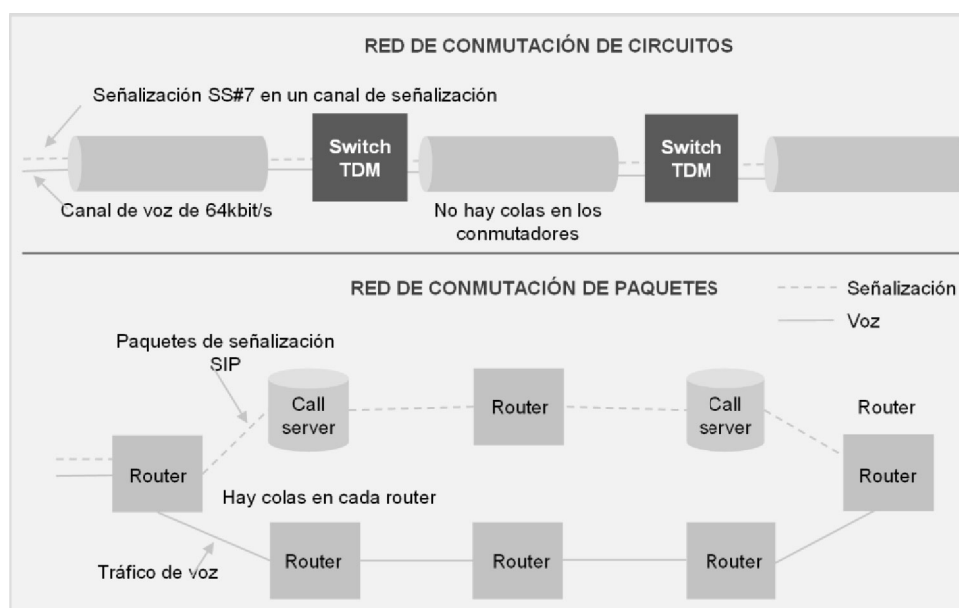 RED DE CONMUTACIÓN DE CIRCUITOS
Señalización SS#7 en un canal de señalización
Switch
TDM
Switch
TDM
Canal de voz de 64kbit/s
No hay colas en los
conmutadores
RED DE CONMUTACIÓN DE PAQUETES
Señalización
Voz
Paquetes de señalización
SIP
Call
server
Router
Call
server
Router
Router
Router
Hay colas en cada router
Router
Router
Router
Tráfico de voz